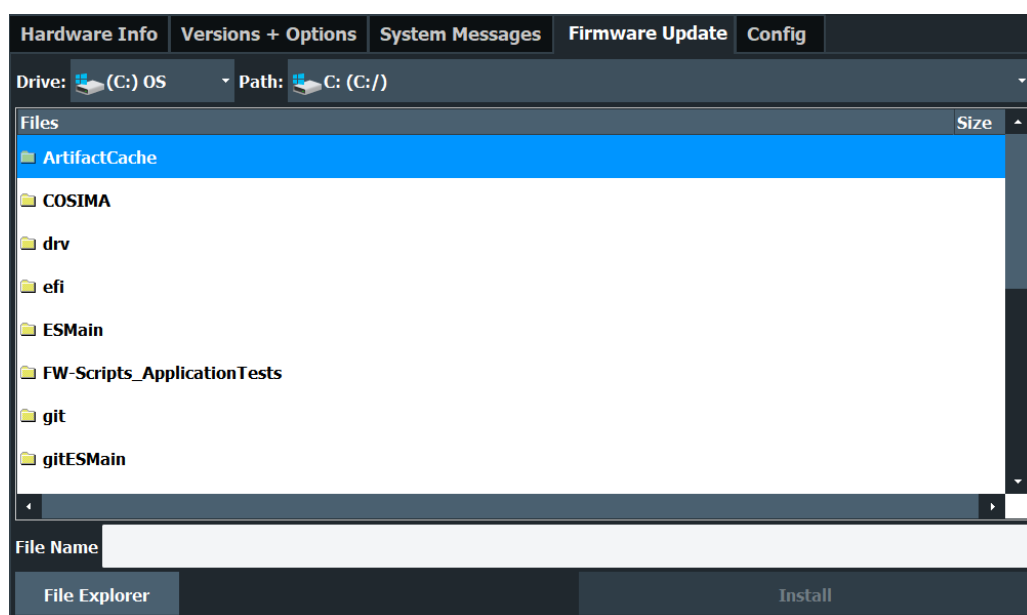 Hardware Info Versions + Options System Messages Firmware Update Config
Drive: (C:) OS Path: C: (C:/)
Files Size
ArtifactCache
COSIMA
drv
efi
ESMain
FW-Scripts_ApplicationTests
git
gitESMain
File Name
File Explorer Install